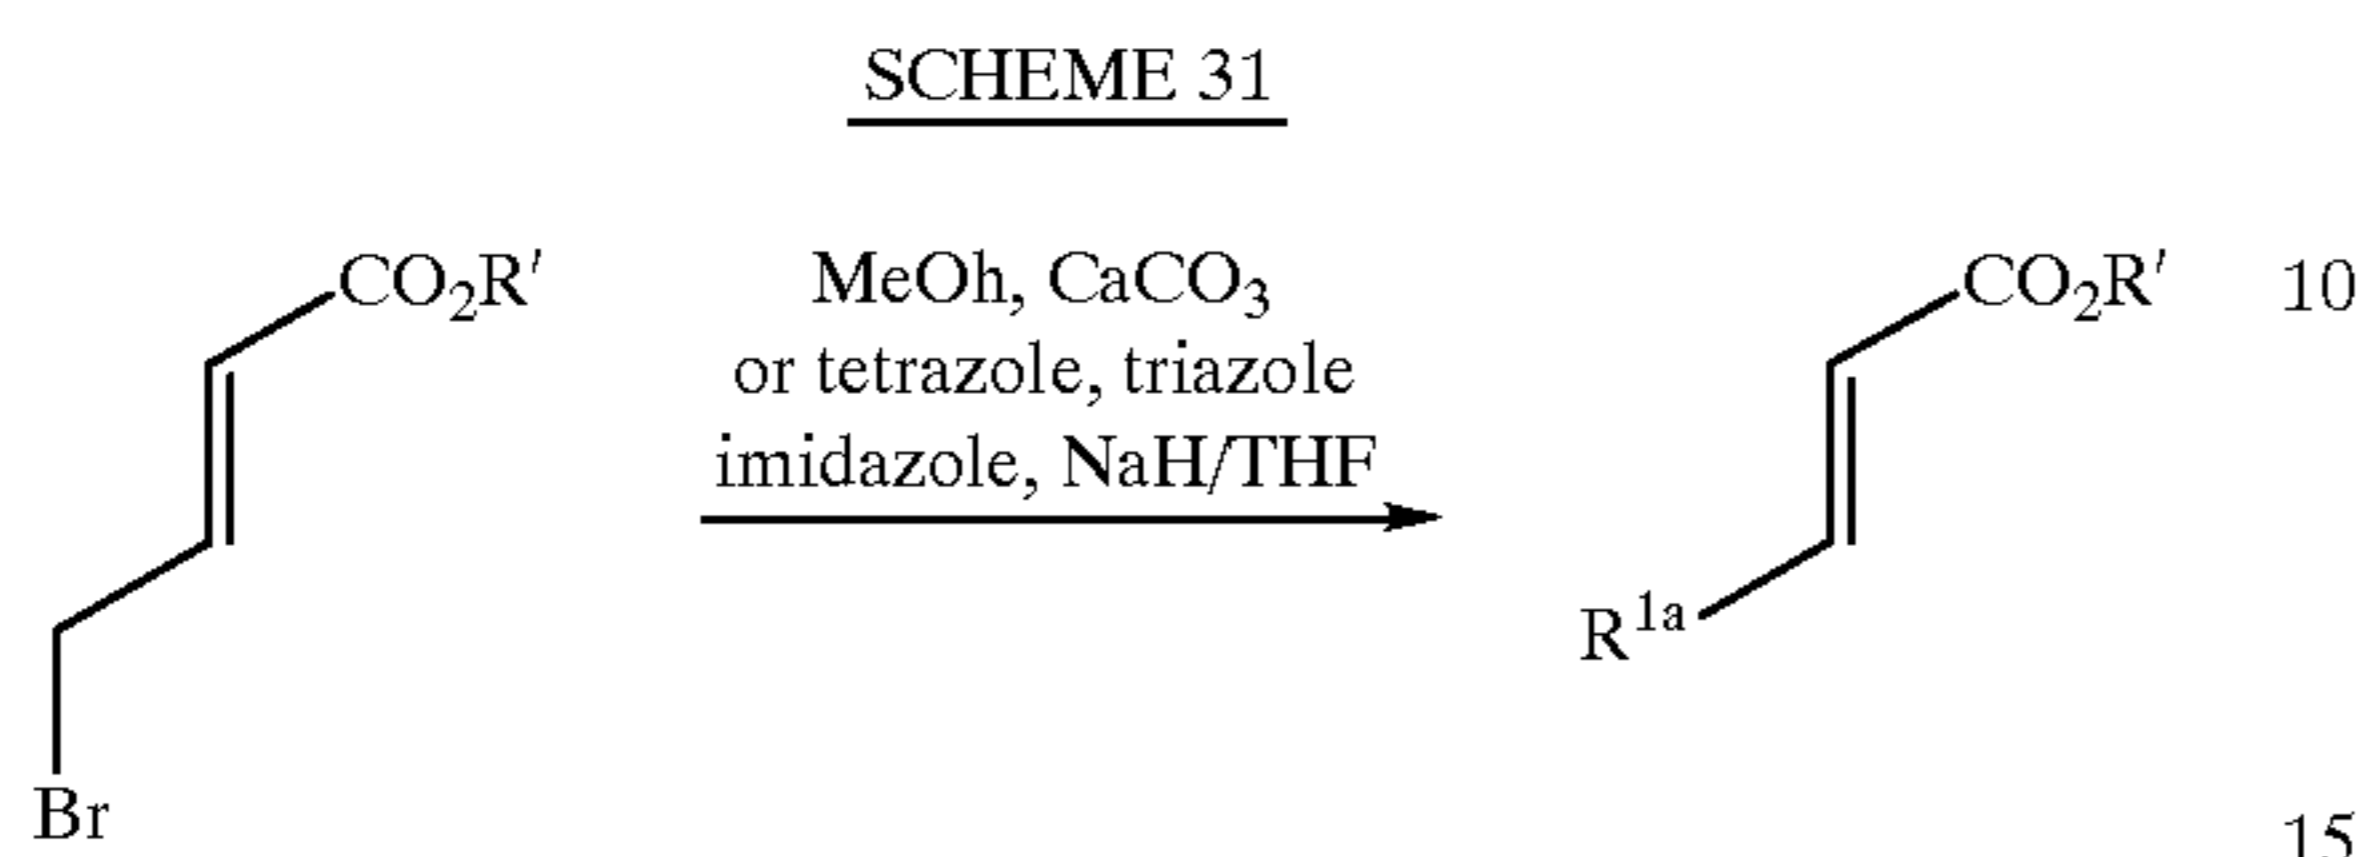 SCHEME 31
CO₂R′
MeOh, CaCO₃
or tetrazole, triazole
imidazole, NaH/THF
CO₂R′
10
R¹ᵃ
Br
15